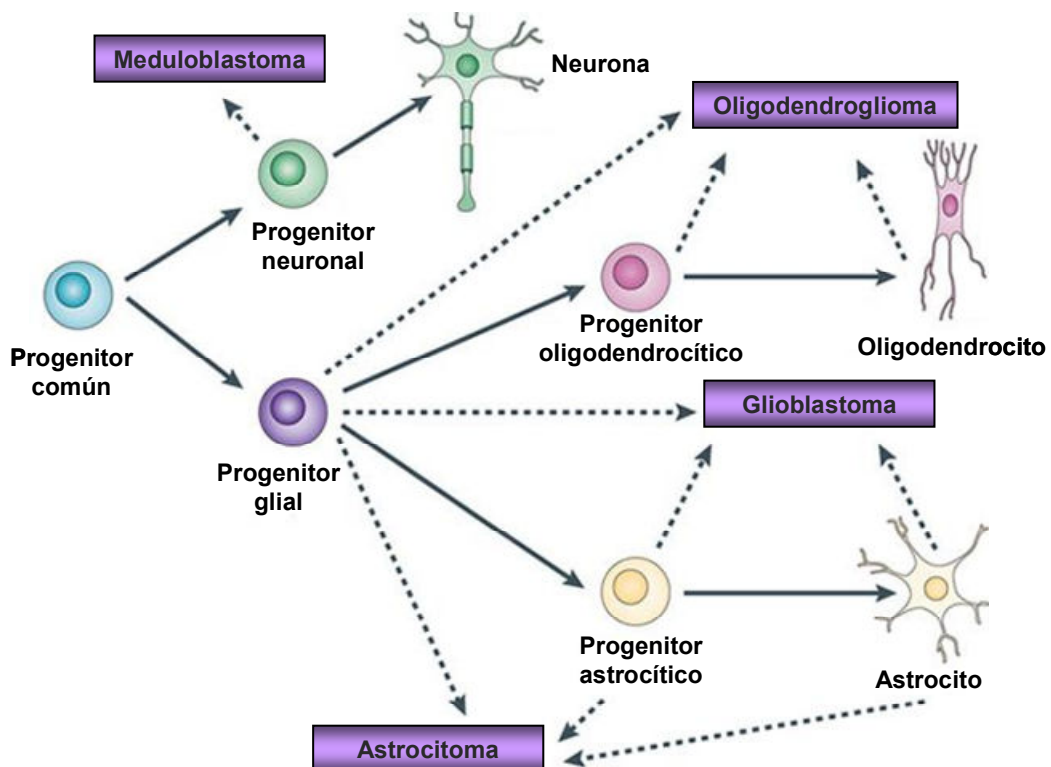 Meduloblastoma
Neurona
Oligodendroglioma
Progenitor
neuronal
Progenitor
común
Progenitor
oligodendrocítico
Oligodendrocito
Glioblastoma
Progenitor
glial
Progenitor
astrocítico
Astrocito
Astrocitoma